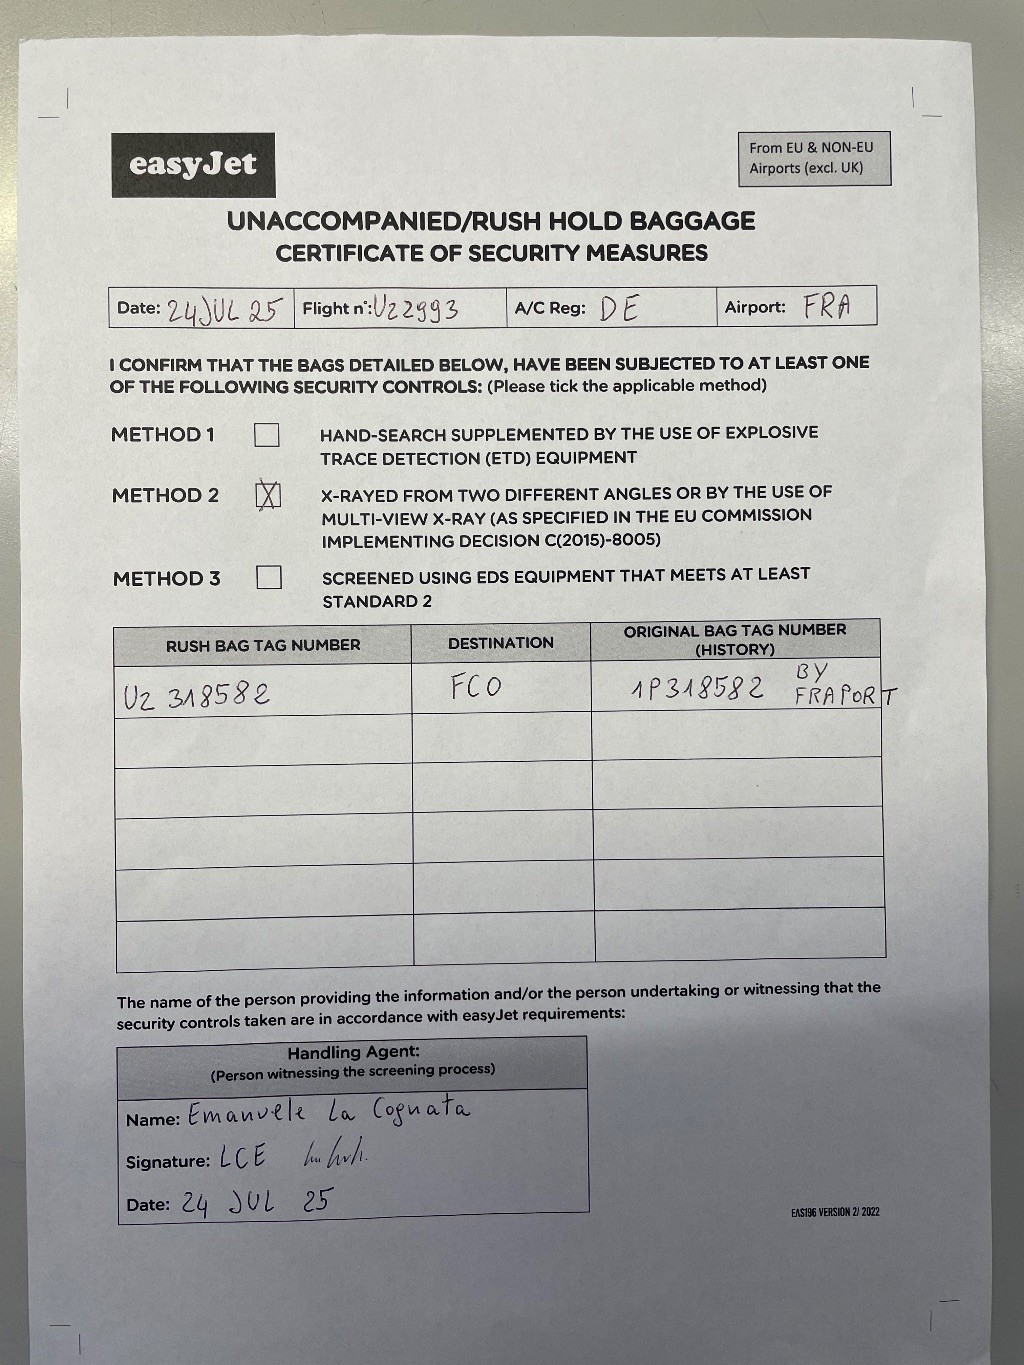 easyJet
From EU & NON-EU
Airports (excl. UK)
UNACCOMPANIED/RUSH HOLD BAGGAGE
CERTIFICATE OF SECURITY MEASURES
Date: 24 JUL 25 Flight n°: U22993 A/C Reg: DE Airport: FRA
I CONFIRM THAT THE BAGS DETAILED BELOW, HAVE BEEN SUBJECTED TO AT LEAST ONE
OF THE FOLLOWING SECURITY CONTROLS: (Please tick the applicable method)
METHOD 1 HAND-SEARCH SUPPLEMENTED BY THE USE OF EXPLOSIVE
TRACE DETECTION (ETD) EQUIPMENT
METHOD 2 X X-RAYED FROM TWO DIFFERENT ANGLES OR BY THE USE OF
MULTI-VIEW X-RAY (AS SPECIFIED IN THE EU COMMISSION
IMPLEMENTING DECISION C(2015)-8005)
METHOD 3 SCREENED USING EDS EQUIPMENT THAT MEETS AT LEAST
STANDARD 2
RUSH BAG TAG NUMBER DESTINATION ORIGINAL BAG TAG NUMBER
(HISTORY)
U2 318582 FCO 1P318582 BY
FRAPORT
The name of the person providing the information and/or the person undertaking or witnessing that the
security controls taken are in accordance with easyJet requirements:
Handling Agent:
(Person witnessing the screening process)
Name: Emanuele La Cognata
Signature: LCE
Date: 24 JUL 25
EAS196 VERSION 2/ 2022